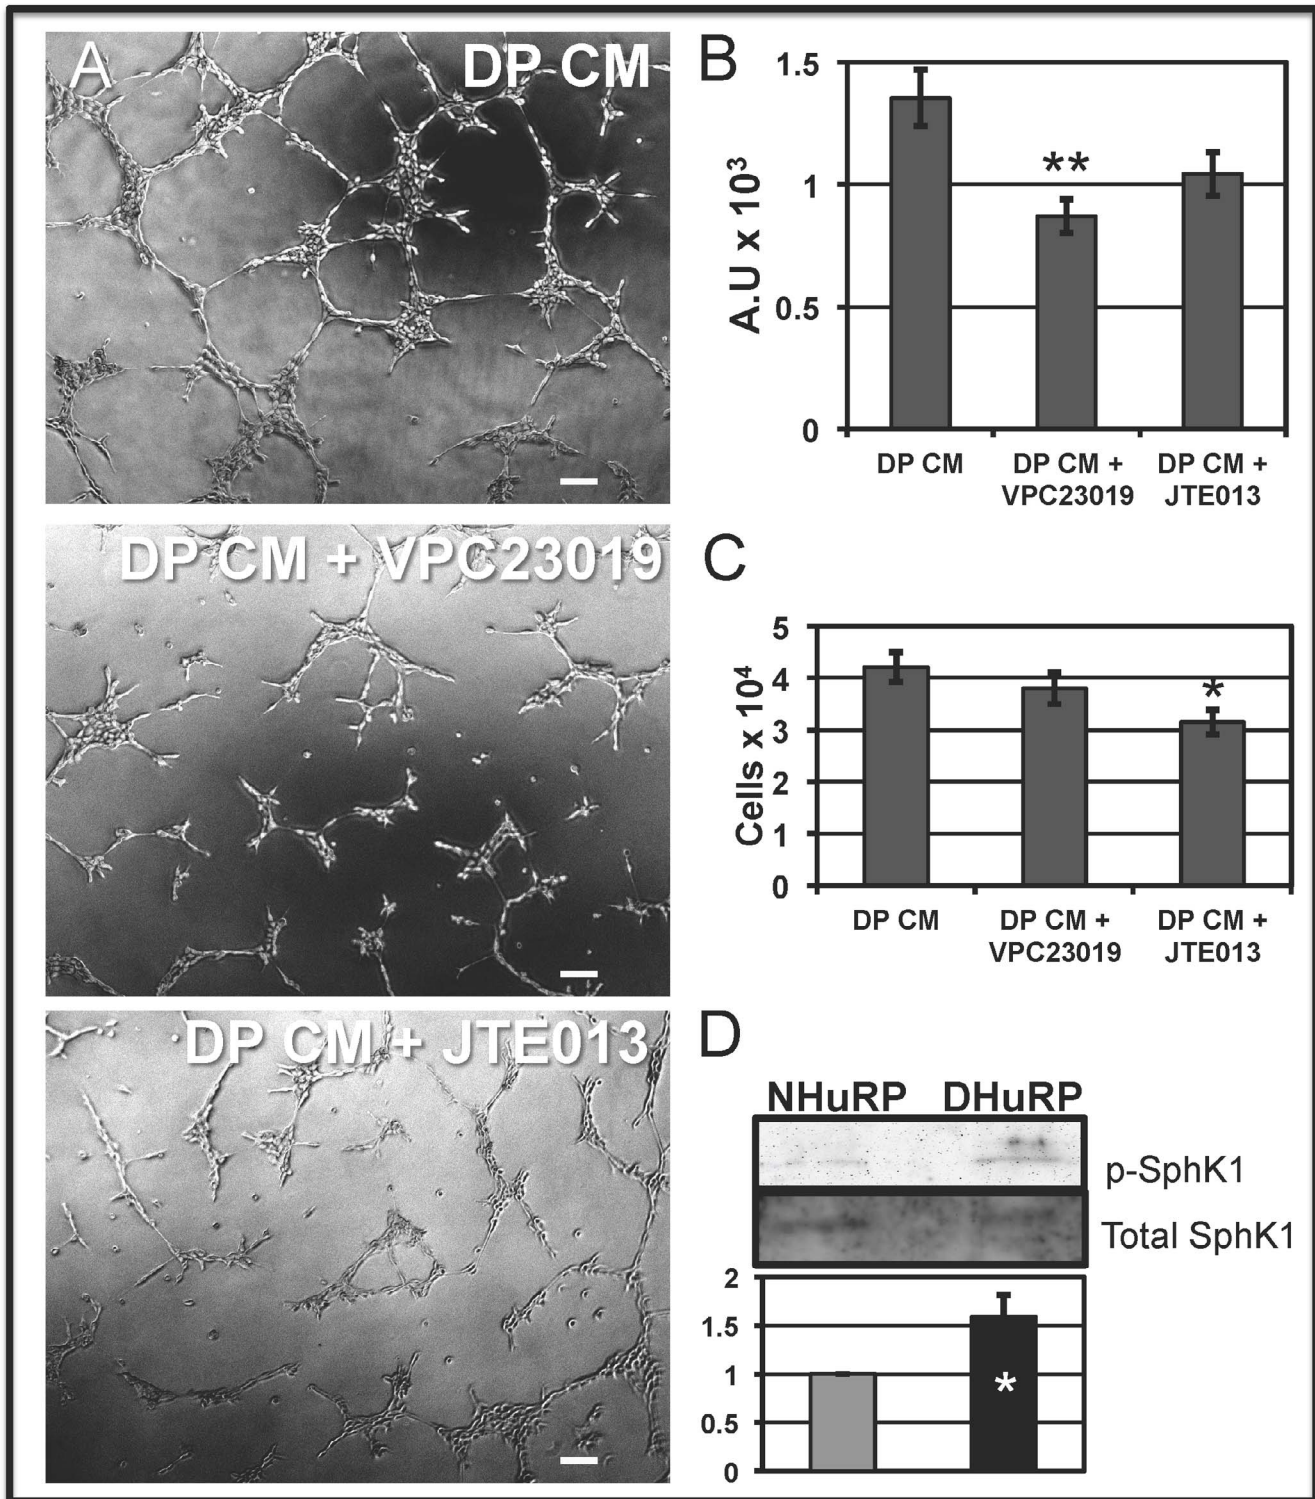 A
DP CM
DP CM + VPC23019
DP CM + JTE013
B
A.U x 10³
1.5
1
0.5
0
**
DP CM
DP CM +
VPC23019
DP CM +
JTE013
C
Cells x 10⁴
5
4
3
2
1
0
*
DP CM
DP CM +
VPC23019
DP CM +
JTE013
D
NHuRP DHuRP
p-SphK1
Total SphK1
2
1.5
1
0.5
0
*